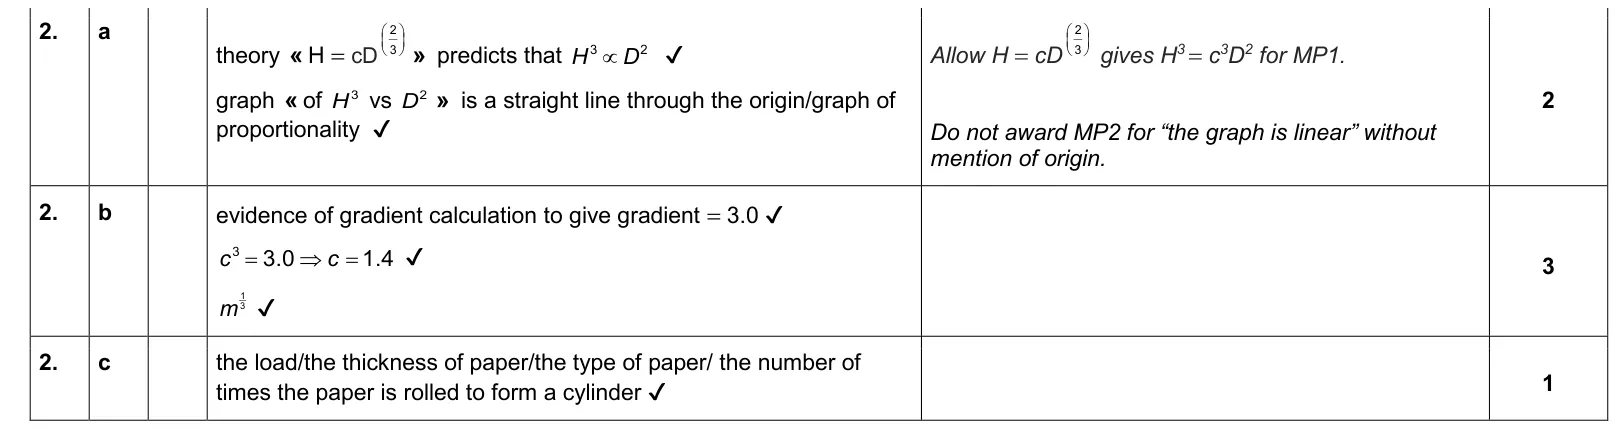 2. a
theory « H = cD^(2/3) » predicts that H³ ∝ D² ✓
Allow H = cD^(2/3) gives H³ = c³D² for MP1.
graph « of H³ vs D² » is a straight line through the origin/graph of
proportionality ✓
2
Do not award MP2 for “the graph is linear” without
mention of origin.
2. b
evidence of gradient calculation to give gradient = 3.0 ✓
c³ = 3.0 ⇒ c = 1.4 ✓
3
m^(1/3) ✓
2. c
the load/the thickness of paper/the type of paper/ the number of
times the paper is rolled to form a cylinder ✓
1